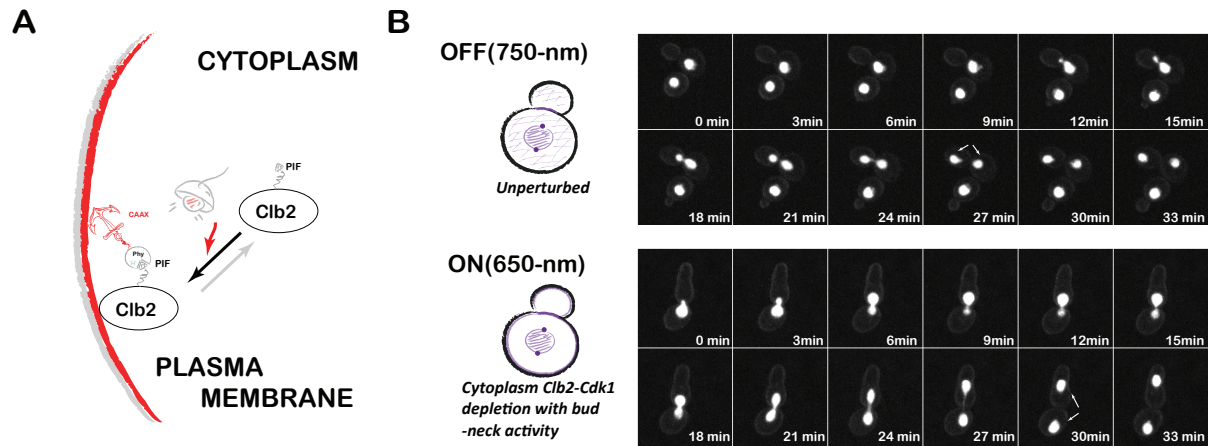 A
CYTOPLASM
PIF
Clb2
CAAX
Phy
PIF
Clb2
PLASMA
MEMBRANE
B
OFF(750-nm)
Unperturbed
0 min
3min
6min
9min
12min
15min
18 min
21 min
24 min
27 min
30min
33 min
ON(650-nm)
Cytoplasm Clb2-Cdk1
depletion with bud
-neck activity
0 min
3min
6min
9min
12min
15min
18 min
21 min
24 min
27 min
30min
33 min